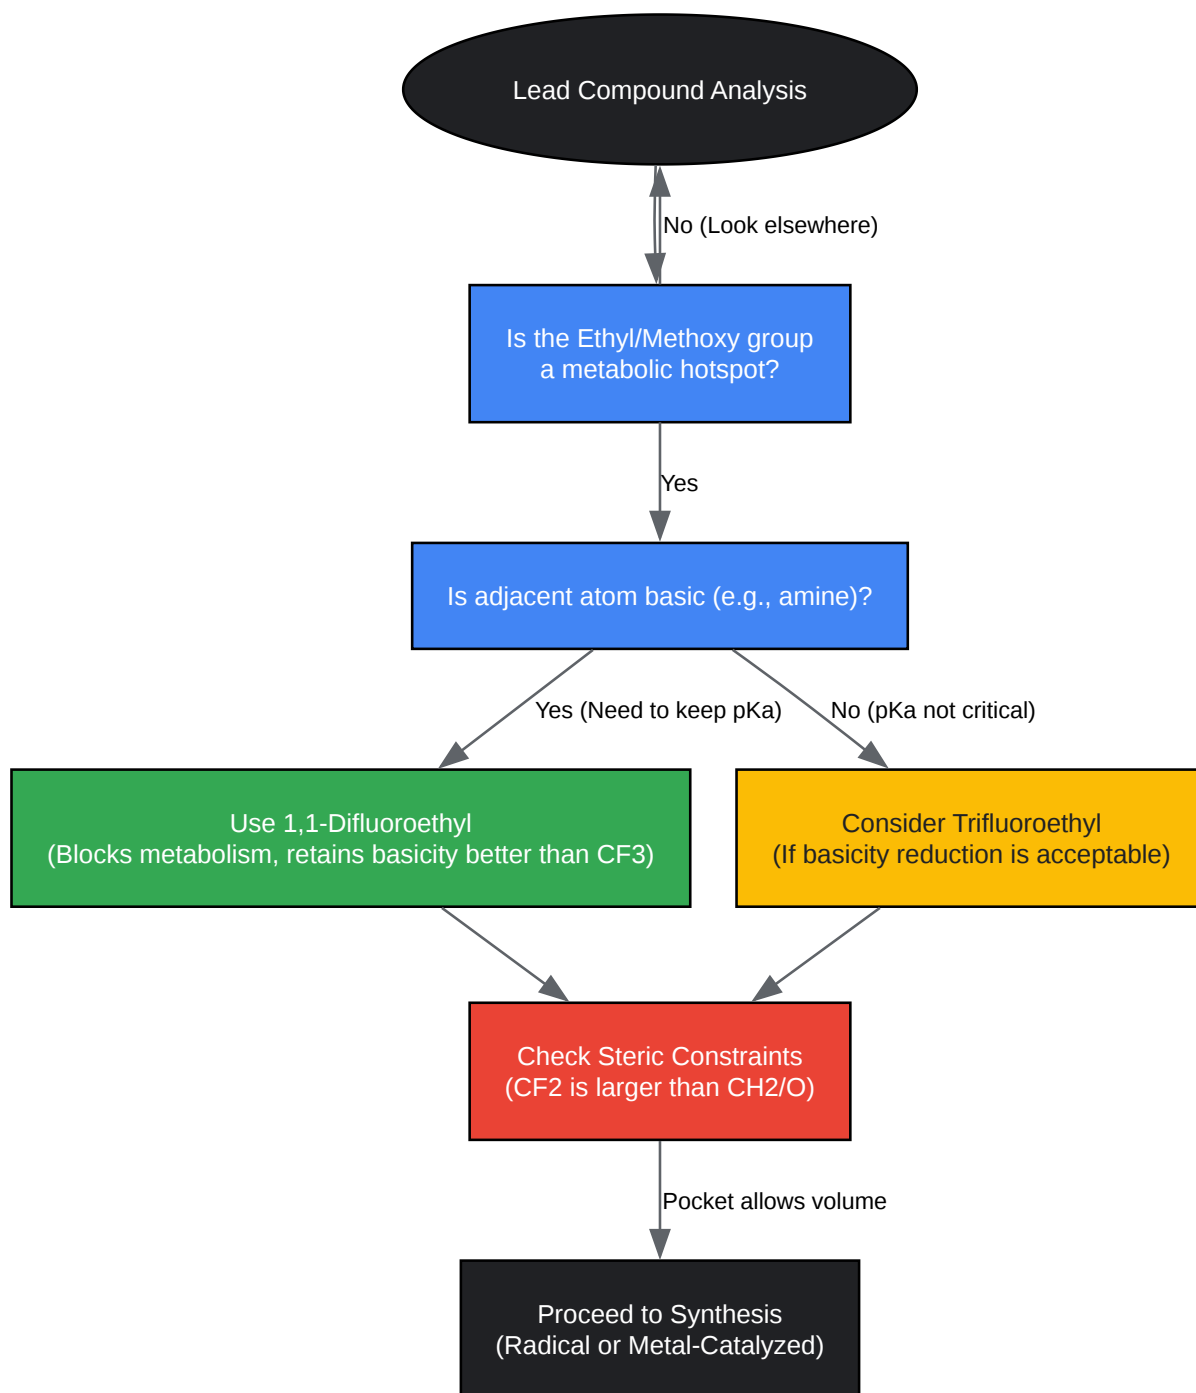 Lead Compound Analysis
No (Look elsewhere)
Is the Ethyl/Methoxy group
a metabolic hotspot?
Yes
Is adjacent atom basic (e.g., amine)?
Yes (Need to keep pKa)
No (pKa not critical)
Use 1,1-Difluoroethyl
(Blocks metabolism, retains basicity better than CF3)
Consider Trifluoroethyl
(If basicity reduction is acceptable)
Check Steric Constraints
(CF2 is larger than CH2/O)
Pocket allows volume
Proceed to Synthesis
(Radical or Metal-Catalyzed)